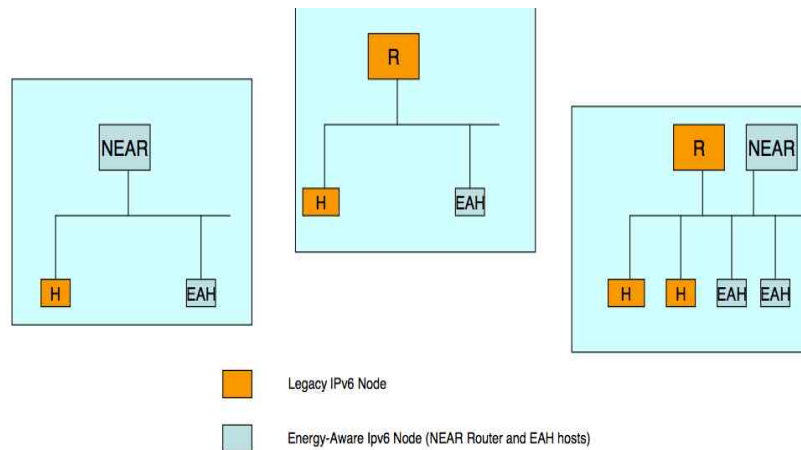 NEAR
H
EAH
R
H
EAH
R
NEAR
H
H
EAH
EAH
Legacy IPv6 Node
Energy-Aware Ipv6 Node (NEAR Router and EAH hosts)